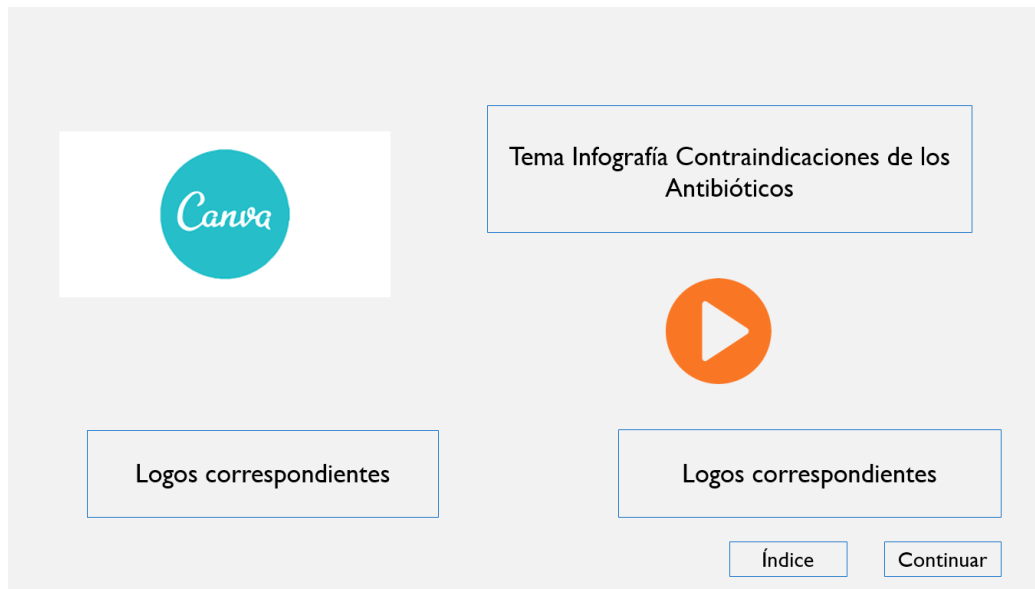 Canva
Tema Infografía Contraindicaciones de los
Antibióticos
Logos correspondientes
Logos correspondientes
Índice
Continuar